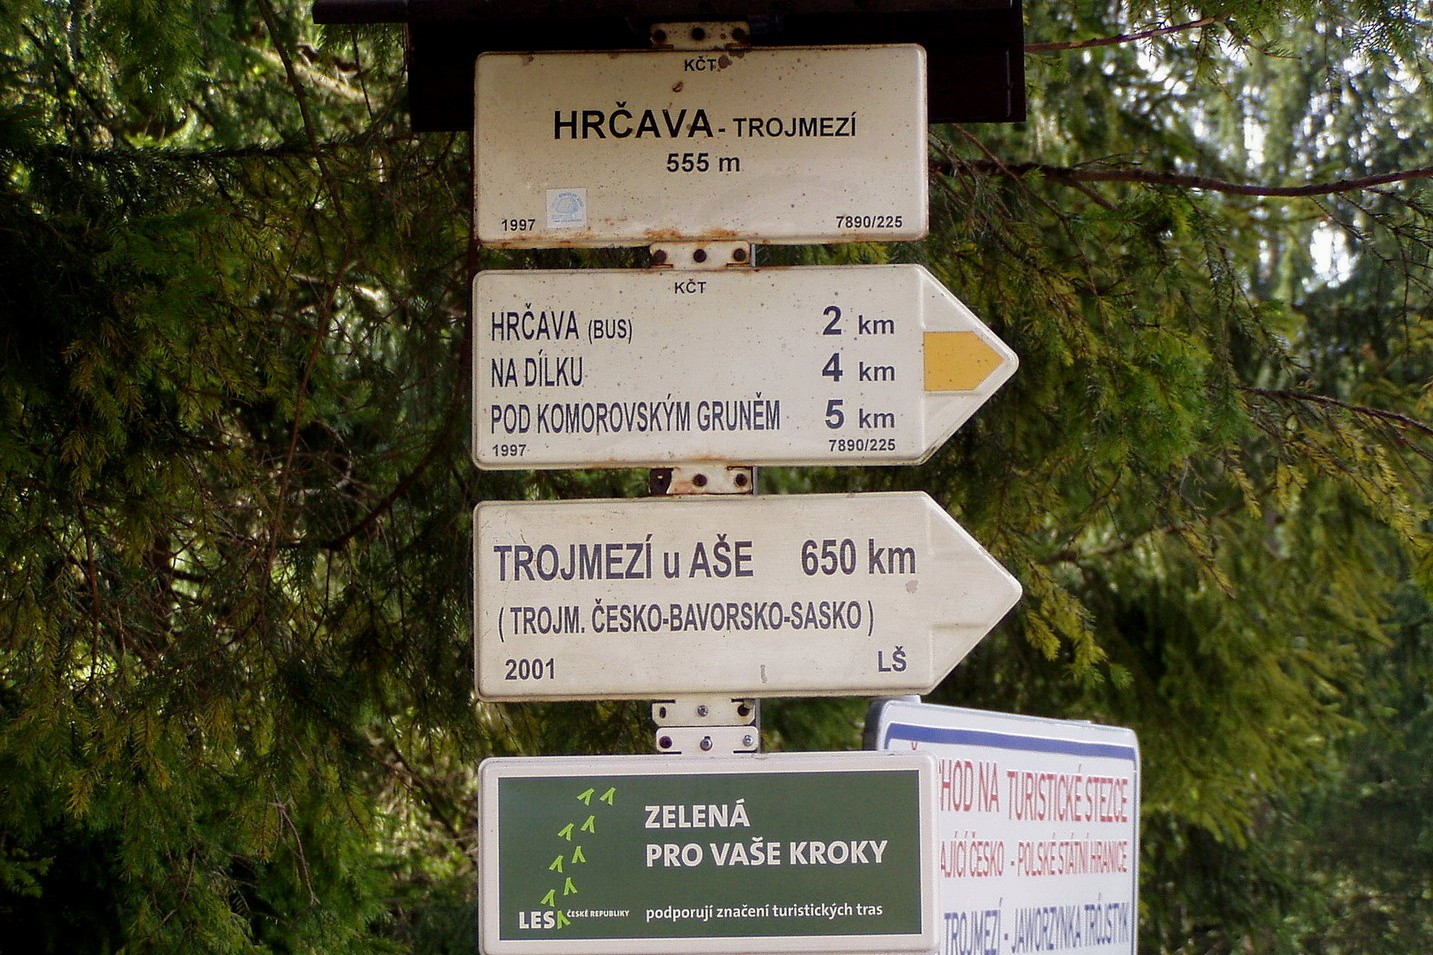 KČT
HRČAVA - TROJMEZÍ
555 m
1997
7890/225
KČT
HRČAVA (BUS) 2 km
NA DÍLKU 4 km
POD KOMOROVSKÝM GRUNĚM 5 km
1997 7890/225
TROJMEZÍ u AŠE 650 km
( TROJM. ČESKO-BAVORSKO-SASKO )
2001 LŠ
ZELENÁ
PRO VAŠE KROKY
LESY ČESKÉ REPUBLIKY podporují značení turistických tras
HOD NA TURISTICKÉ STEZCE
AJÍCÍ ČESKO - POLSKÉ STÁTNÍ HRANICE
TROJMEZÍ - JAWORZYNKA TRÓJSTYK